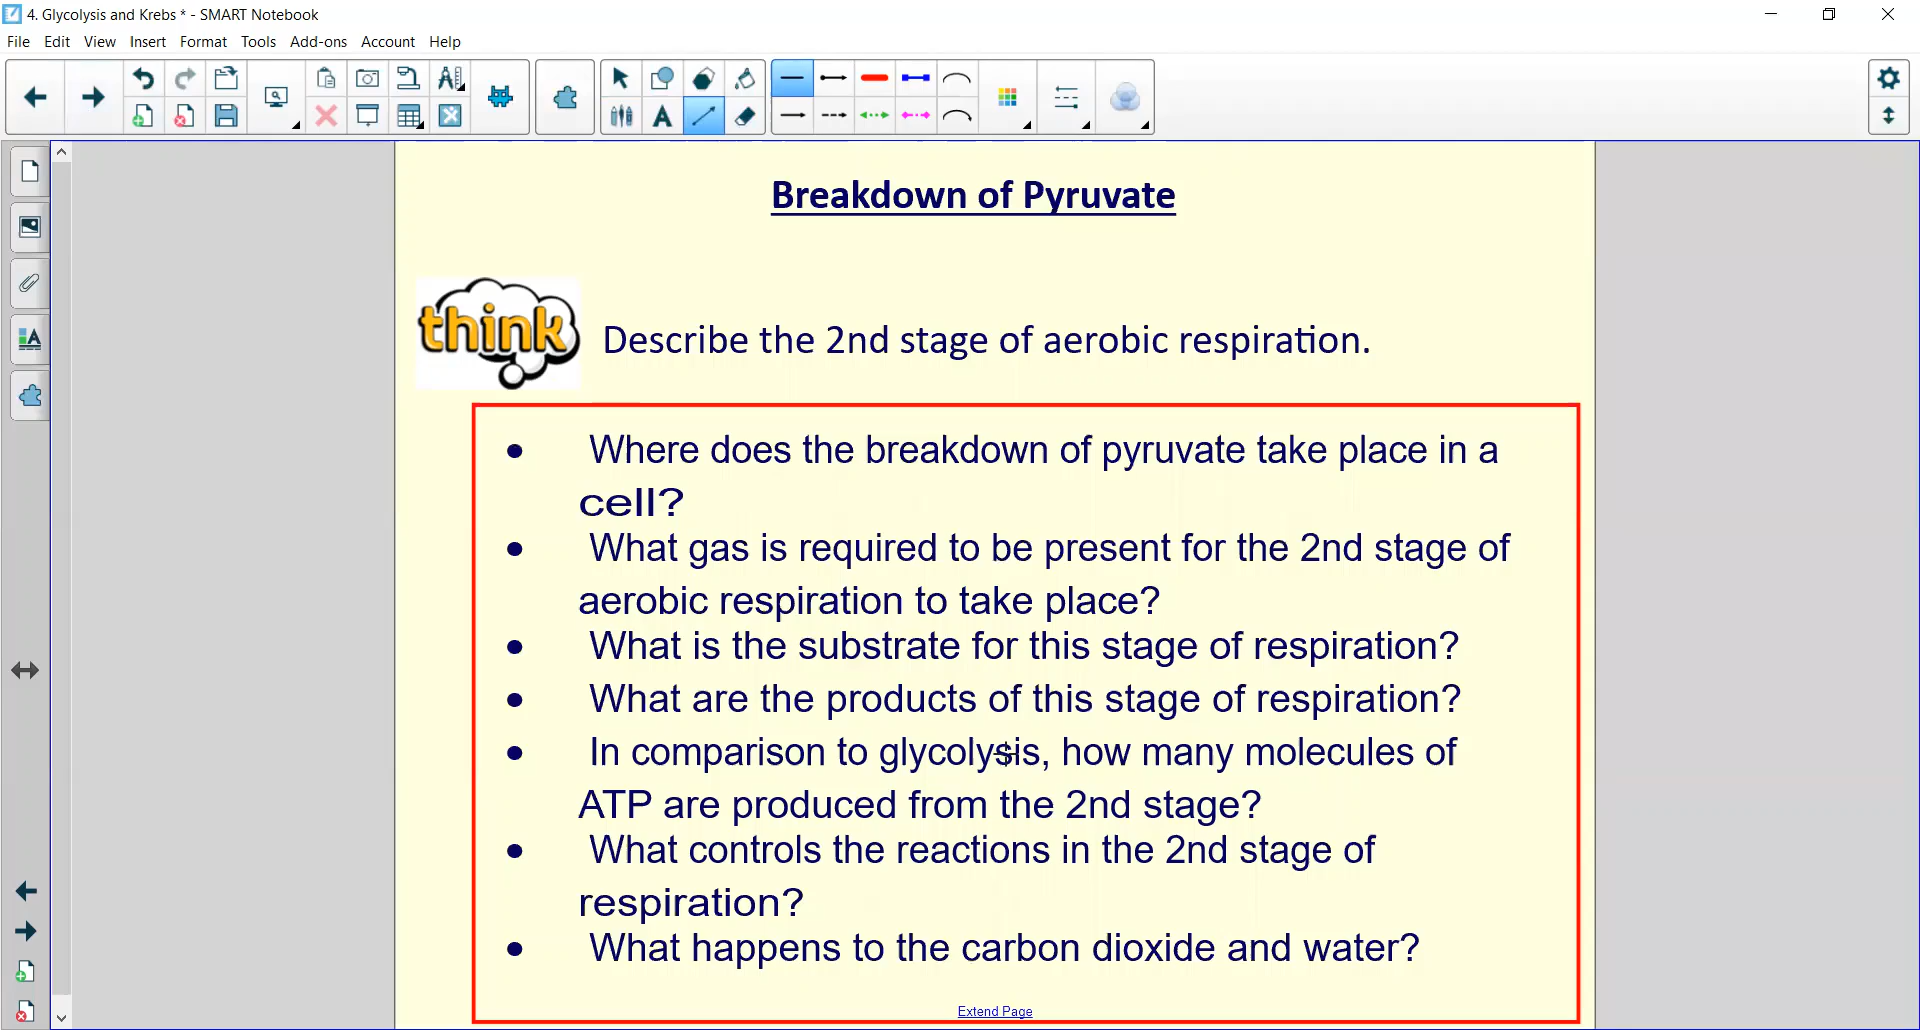 4. Glycolysis and Krebs * - SMART Notebook
File Edit View Insert Format Tools Add-ons Account Help
Breakdown of Pyruvate
think
Describe the 2nd stage of aerobic respiration.
• Where does the breakdown of pyruvate take place in a
cell?
• What gas is required to be present for the 2nd stage of
aerobic respiration to take place?
• What is the substrate for this stage of respiration?
• What are the products of this stage of respiration?
• In comparison to glycolysis, how many molecules of
ATP are produced from the 2nd stage?
• What controls the reactions in the 2nd stage of
respiration?
• What happens to the carbon dioxide and water?
Extend Page